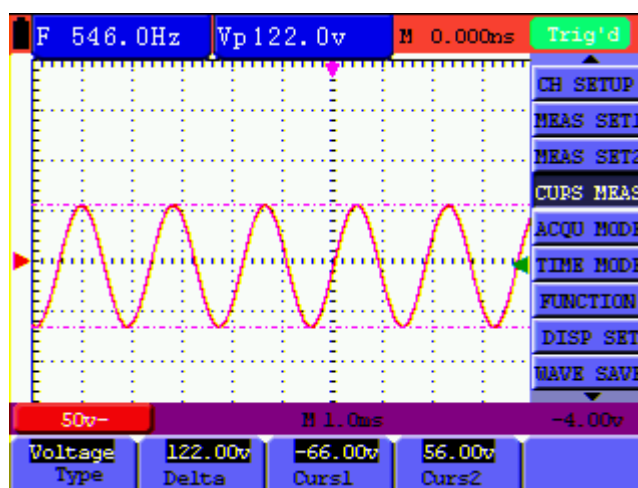 F 546.0Hz Vp122.0v M 0.000ns Trig'd
CH SETUP
MEAS SET1
MEAS SET2
CURS MEAS
ACQU MODE
TIME MODE
FUNCTION
DISP SET
WAVE SAVE
50v~ M 1.0ms -4.00v
Voltage 122.00v -66.00v 56.00v
Type Delta Curs1 Curs2